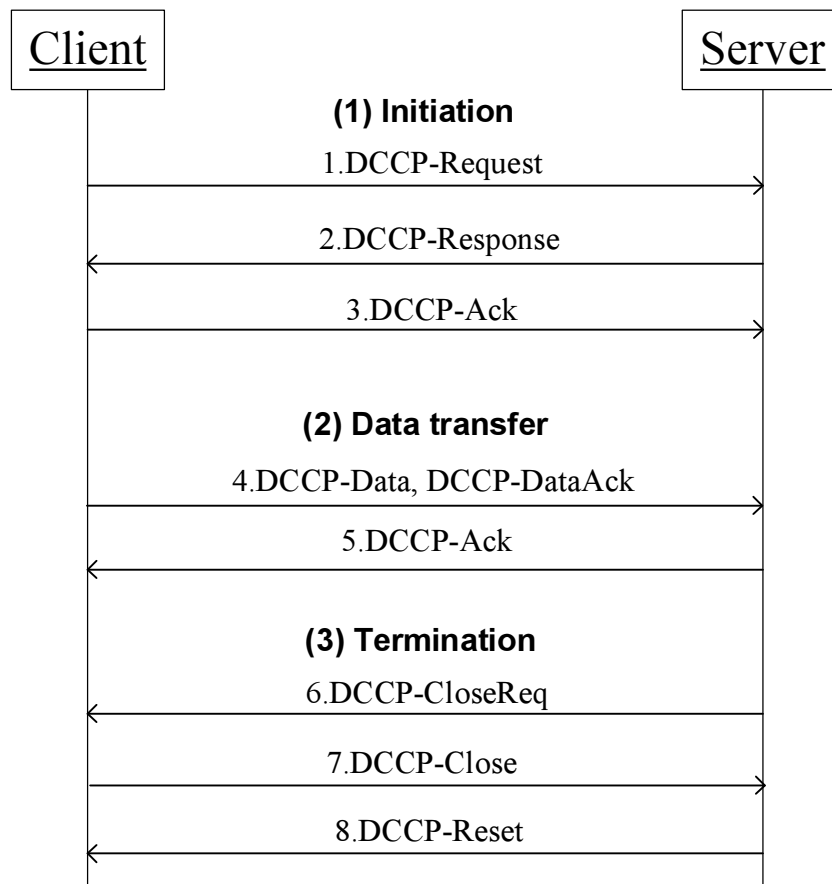 Client
Server
(1) Initiation
1.DCCP-Request
2.DCCP-Response
3.DCCP-Ack
(2) Data transfer
4.DCCP-Data, DCCP-DataAck
5.DCCP-Ack
(3) Termination
6.DCCP-CloseReq
7.DCCP-Close
8.DCCP-Reset